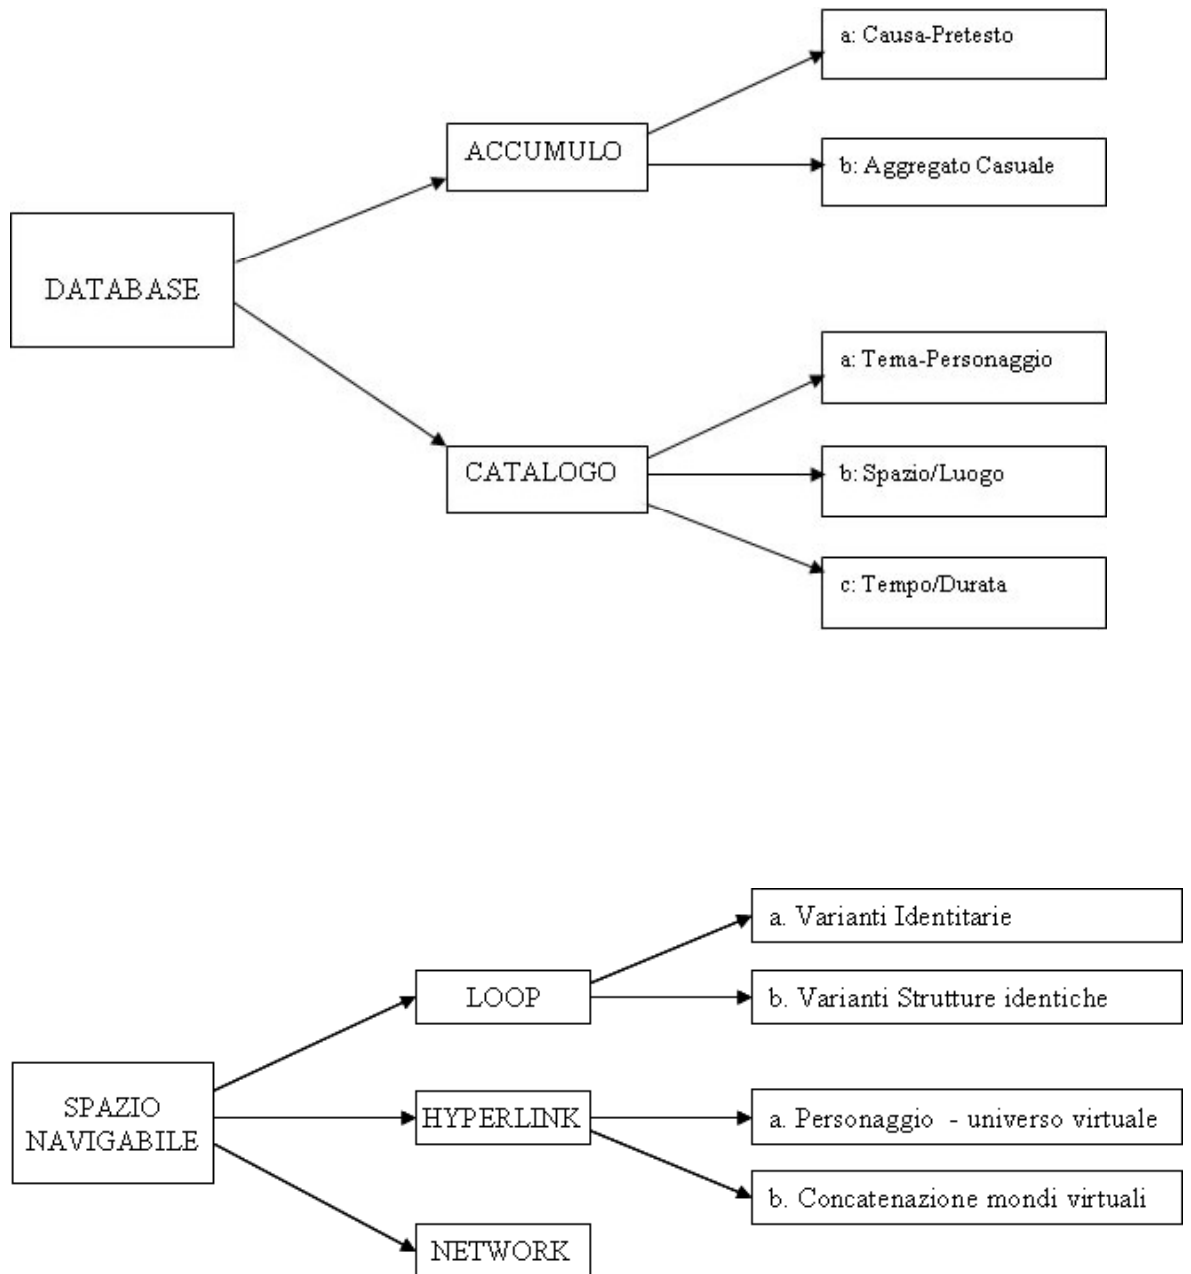 a: Causa-Pretesto
ACCUMULO
b: Aggregato Casuale
DATABASE
a: Tema-Personaggio
CATALOGO
b: Spazio/Luogo
c: Tempo/Durata
a. Varianti Identitarie
LOOP
b. Varianti Strutture identiche
SPAZIO
NAVIGABILE
HYPERLINK
a. Personaggio - universo virtuale
b. Concatenazione mondi virtuali
NETWORK